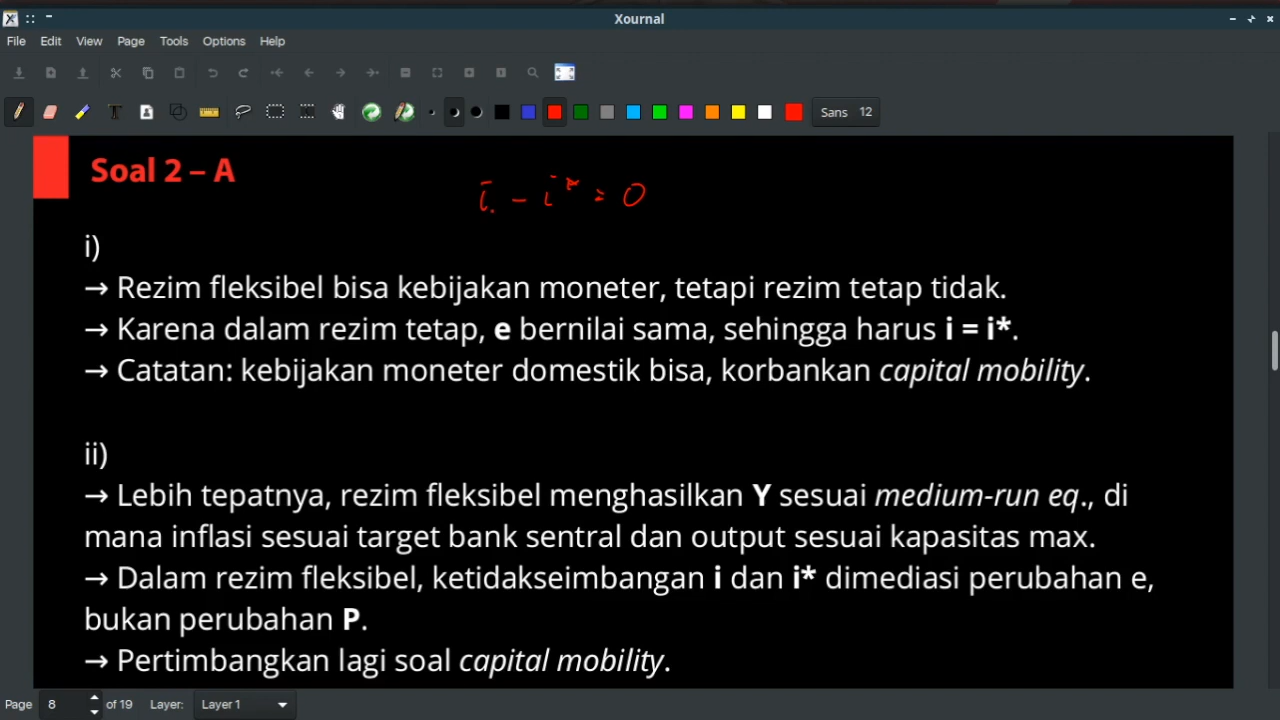 Xournal
File Edit View Page Tools Options Help
Sans 12
Soal 2 – A
i - i* = 0
i)
→ Rezim fleksibel bisa kebijakan moneter, tetapi rezim tetap tidak.
→ Karena dalam rezim tetap, e bernilai sama, sehingga harus i = i*.
→ Catatan: kebijakan moneter domestik bisa, korbankan capital mobility.
ii)
→ Lebih tepatnya, rezim fleksibel menghasilkan Y sesuai medium-run eq., di
mana inflasi sesuai target bank sentral dan output sesuai kapasitas max.
→ Dalam rezim fleksibel, ketidakseimbangan i dan i* dimediasi perubahan e,
bukan perubahan P.
→ Pertimbangkan lagi soal capital mobility.
Page 8 of 19 Layer: Layer 1